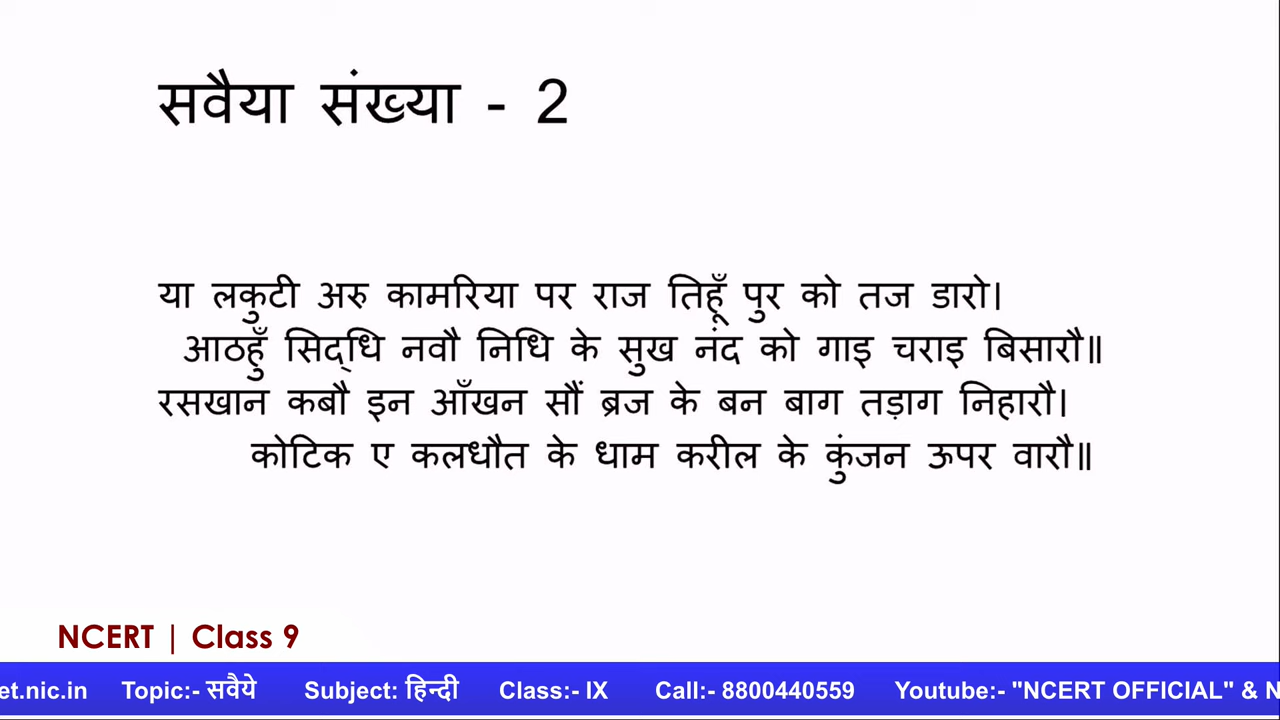 सवैया संख्या - 2
या लकुटी अरु कामरिया पर राज तिहूँ पुर को तज डारो।
आठहुँ सिद्धि नवौ निधि के सुख नंद को गाइ चराइ बिसारौ॥
रसखान कबौ इन आँखन सौं ब्रज के बन बाग तड़ाग निहारौ।
कोटिक ए कलधौत के धाम करील के कुंजन ऊपर वारौ॥
NCERT | Class 9
et.nic.in Topic:- सवैये Subject: हिन्दी Class:- IX Call:- 8800440559 Youtube:- "NCERT OFFICIAL" & N